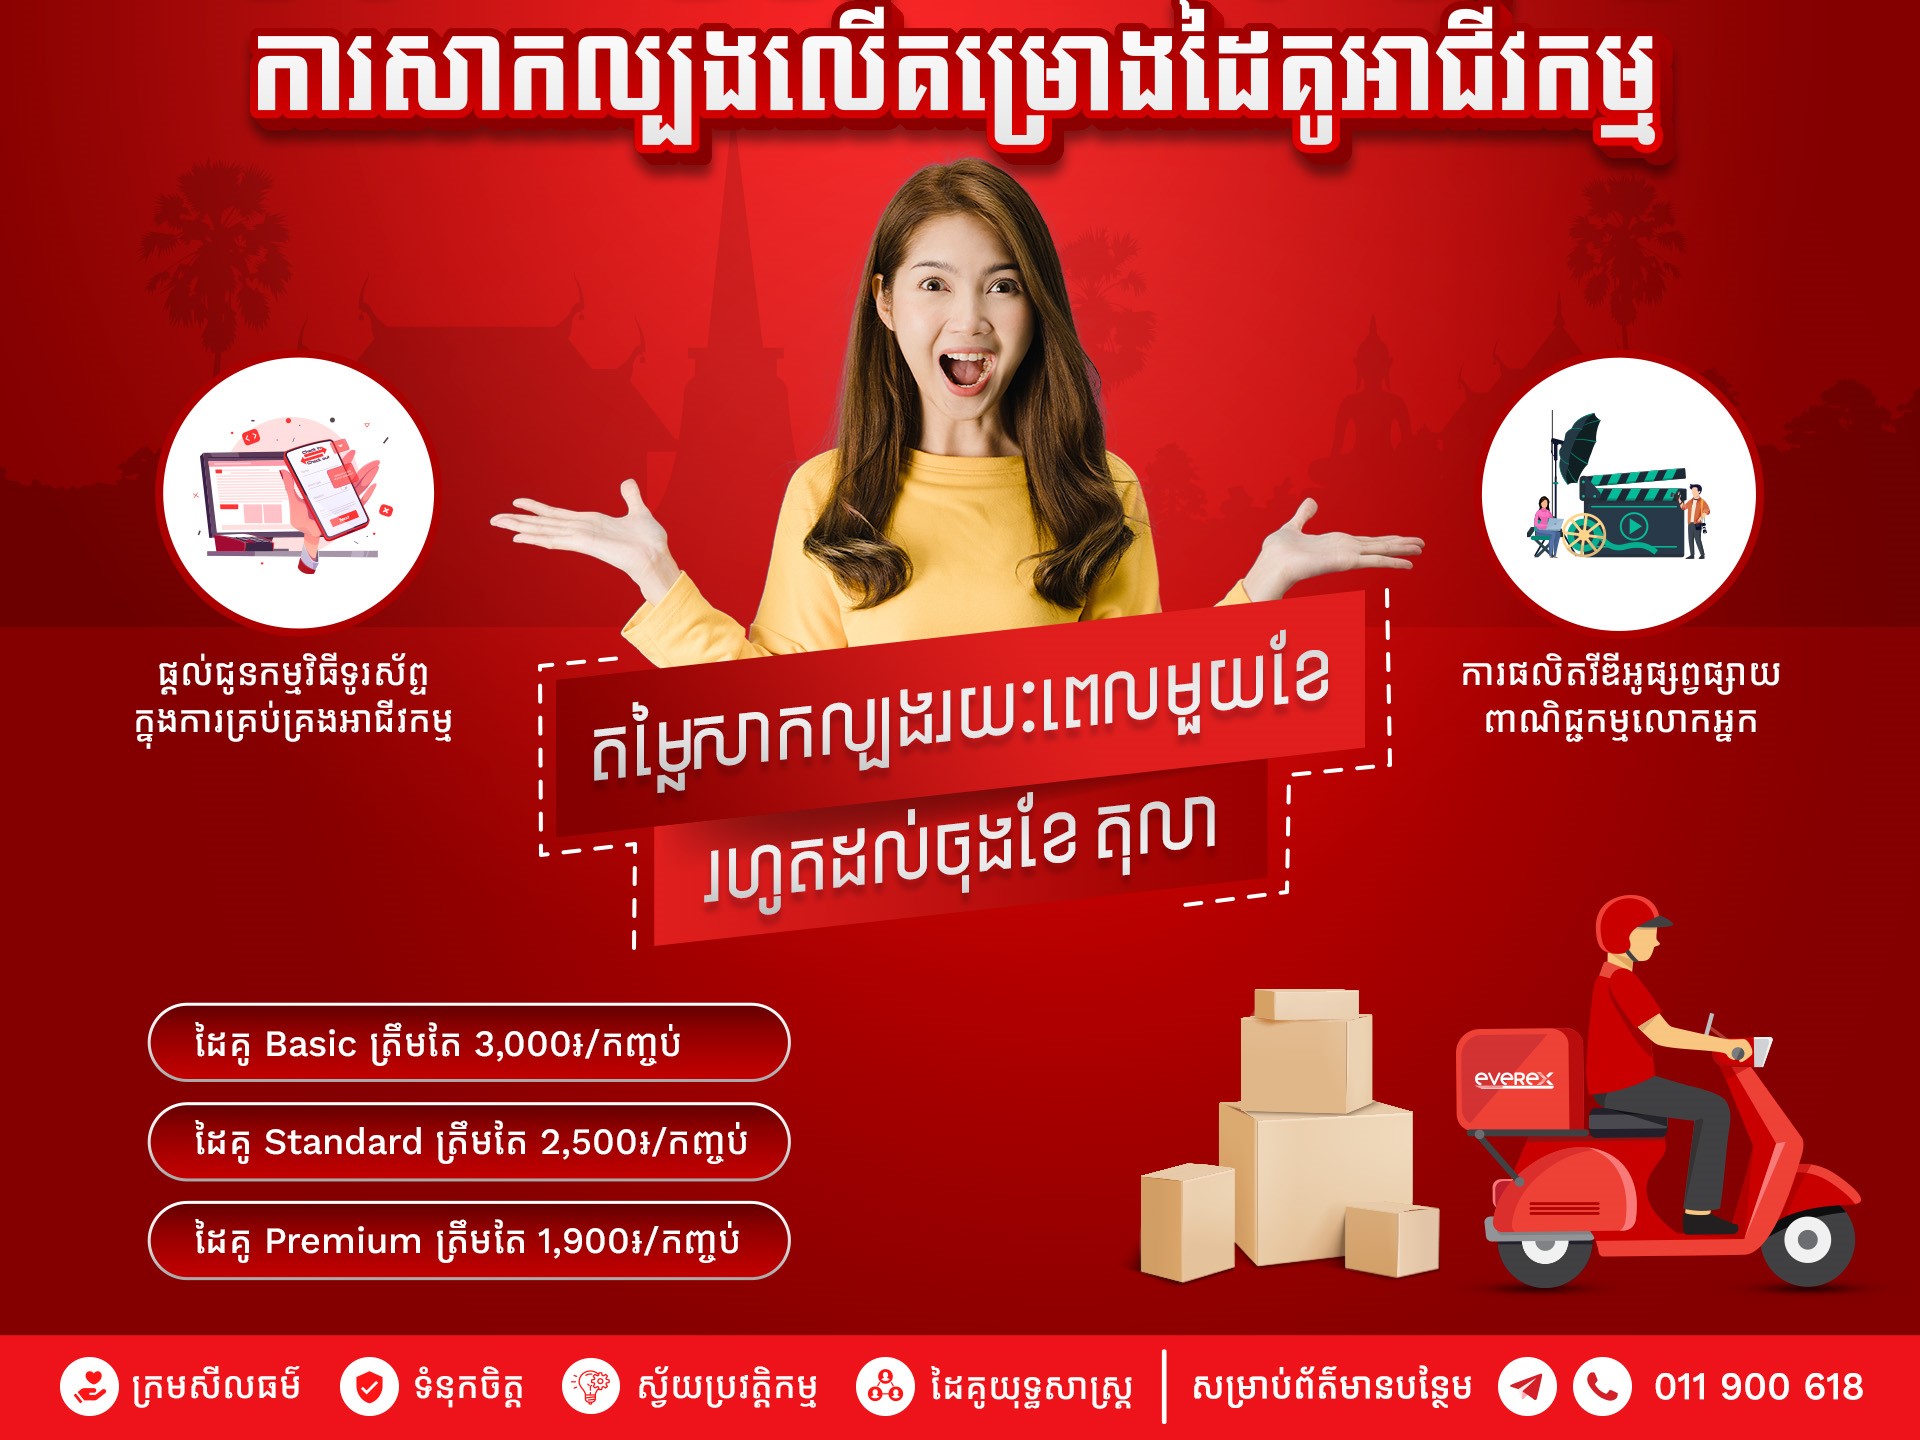 ការសាកល្បងលើគម្រោងដៃគូអាជីវកម្ម
ផ្តល់ជូនកម្មវិធីទូរស័ព្ទ
ក្នុងការគ្រប់គ្រងអាជីវកម្ម
ការផលិតវីឌីអូផ្សព្វផ្សាយ
ពាណិជ្ជកម្មលោកអ្នក
តម្លៃសាកល្បងរយៈពេលមួយខែ
រហូតដល់ចុងខែ តុលា
ដៃគូ Basic ត្រឹមតែ 3,000៛/កញ្ចប់
ដៃគូ Standard ត្រឹមតែ 2,500៛/កញ្ចប់
ដៃគូ Premium ត្រឹមតែ 1,900៛/កញ្ចប់
everex
ក្រមសីលធម៌
ទំនុកចិត្ត
ស្វ័យប្រវត្តិកម្ម
ដៃគូយុទ្ធសាស្ត្រ
សម្រាប់ព័ត៌មានបន្ថែម
011 900 618